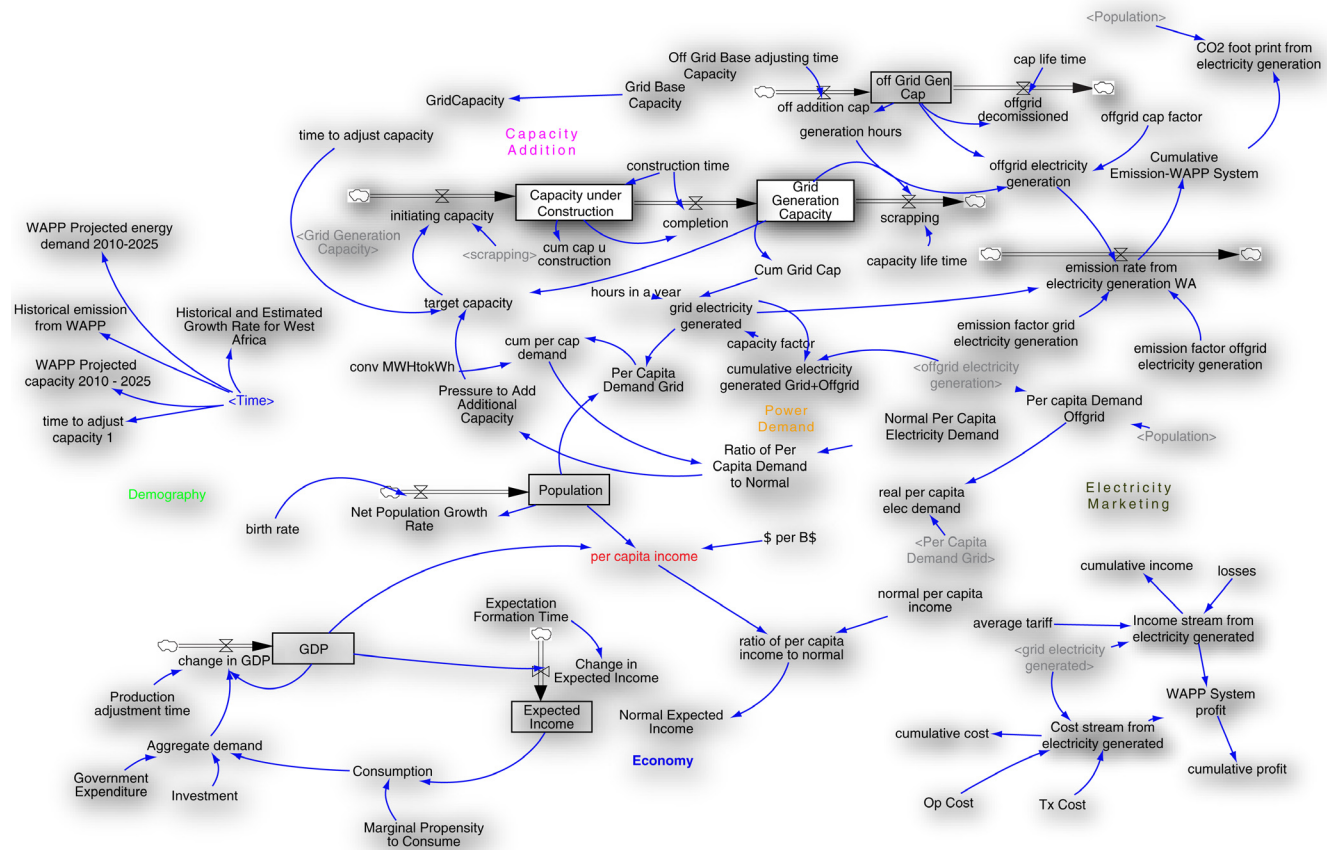 <Population>
CO2 foot print from
electricity generation
Off Grid Base adjusting time
Capacity
cap life time
off Grid Gen
Cap
off addition cap
offgrid
decomissioned
GridCapacity
Grid Base
Capacity
time to adjust capacity
Capacity
Addition
generation hours
offgrid cap factor
construction time
offgrid electricity
generation
Cumulative
Emission-WAPP System
Capacity under
Construction
Grid
Generation
Capacity
initiating capacity
completion
scrapping
WAPP Projected energy
demand 2010-2025
<Grid Generation
Capacity>
<scrapping>
cum cap u
construction
capacity life time
Cum Grid Cap
emission rate from
electricity generation WA
hours in a year
target capacity
grid electricity
generated
Historical emission
from WAPP
Historical and Estimated
Growth Rate for West
Africa
emission factor grid
electricity generation
emission factor offgrid
electricity generation
cum per cap
demand
capacity factor
WAPP Projected
capacity 2010 - 2025
conv MWHtokWh
Per Capita
Demand Grid
cumulative electricity
generated Grid+Offgrid
<offgrid electricity
generation>
<Time>
Pressure to Add
Additional
Capacity
time to adjust
capacity 1
Power
Demand
Normal Per Capita
Electricity Demand
Per capita Demand
Offgrid
<Population>
Ratio of Per
Capita Demand
to Normal
Demography
Population
real per capita
elec demand
Electricity
Marketing
birth rate
Net Population Growth
Rate
$ per B$
<Per Capita
Demand Grid>
per capita income
cumulative income
losses
normal per capita
income
Expectation
Formation Time
average tariff
Income stream from
electricity generated
GDP
change in GDP
ratio of per capita
income to normal
<grid electricity
generated>
Change in
Expected Income
Production
adjustment time
WAPP System
profit
Expected
Income
Normal Expected
Income
cumulative cost
Cost stream from
electricity generated
Aggregate demand
Economy
cumulative profit
Government
Expenditure
Investment
Consumption
Op Cost
Tx Cost
Marginal Propensity
to Consume